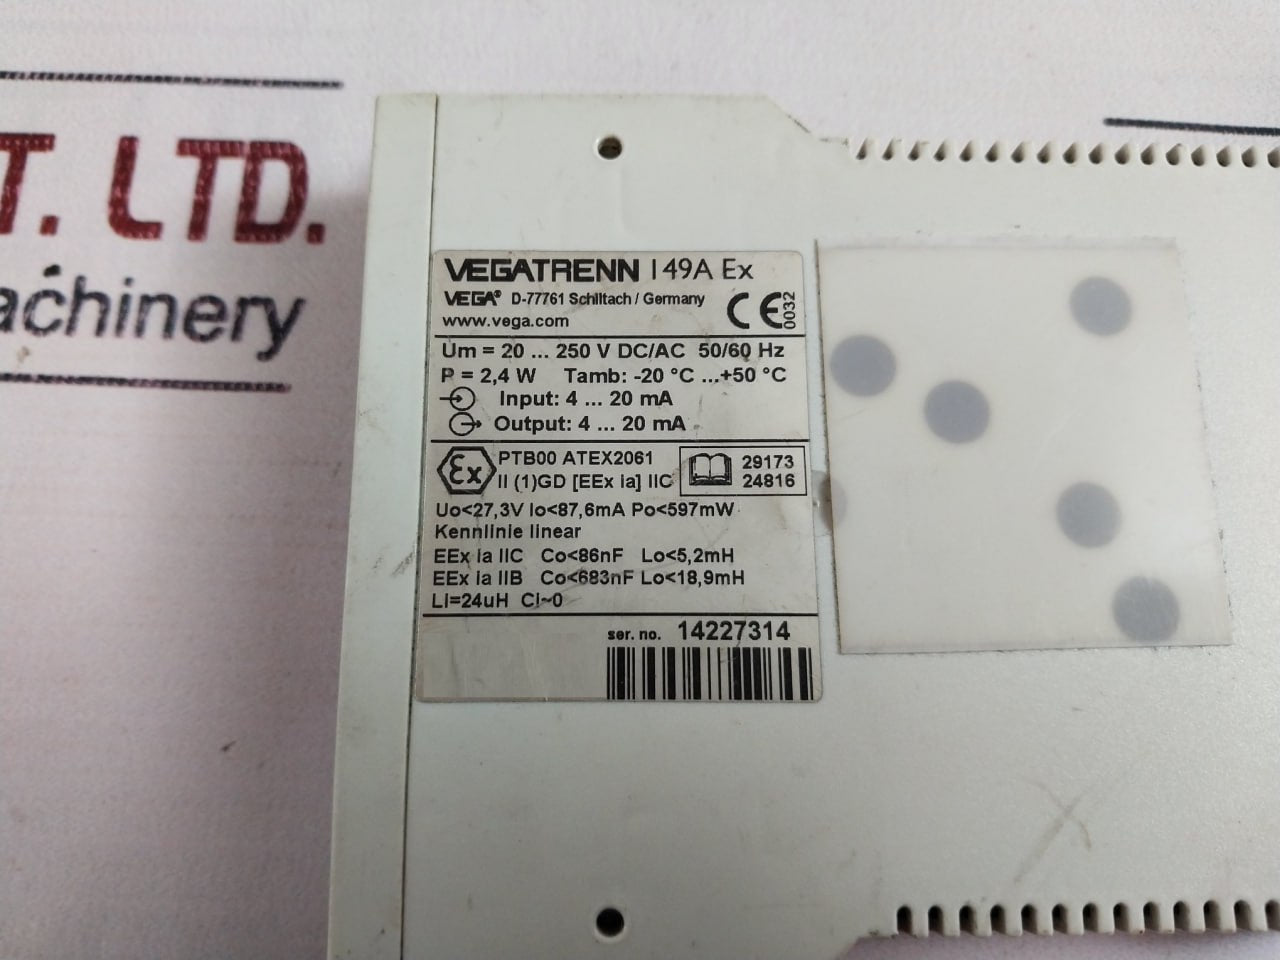 T. LTD.
achinery
VEGATRENN 149A Ex
VEGA® D-77761 Schiltach / Germany
www.vega.com
CE 0032
Um = 20 ... 250 V DC/AC 50/60 Hz
P = 2,4 W Tamb: -20 °C ...+50 °C
Input: 4 ... 20 mA
Output: 4 ... 20 mA
Ex
PTB00 ATEX2061
II (1)GD [EEx ia] IIC
29173
24816
Uo<27,3V Io<87,6mA Po<597mW
Kennlinie linear
EEx ia IIC Co<86nF Lo<5,2mH
EEx ia IIB Co<683nF Lo<18,9mH
Li=24uH Ci~0
ser. no. 14227314